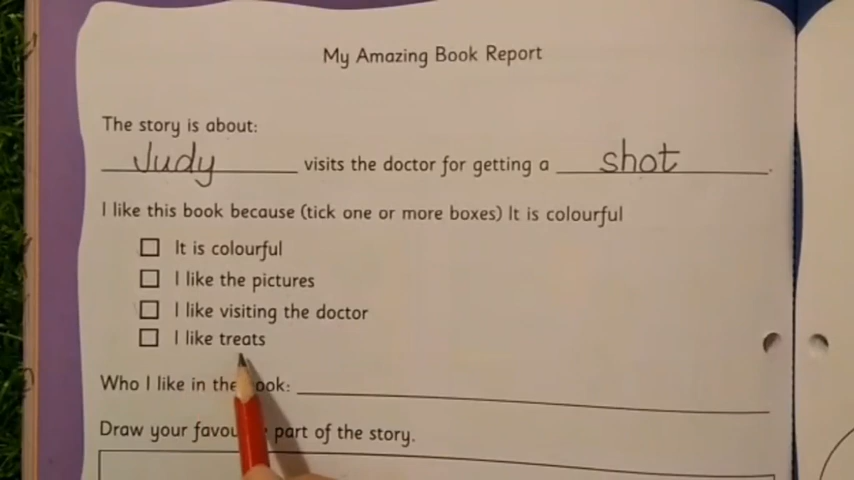 My Amazing Book Report
The story is about:
Judy visits the doctor for getting a shot.
I like this book because (tick one or more boxes) It is colourful
It is colourful
I like the pictures
I like visiting the doctor
I like treats
Who I like in the book:
Draw your favou part of the story.